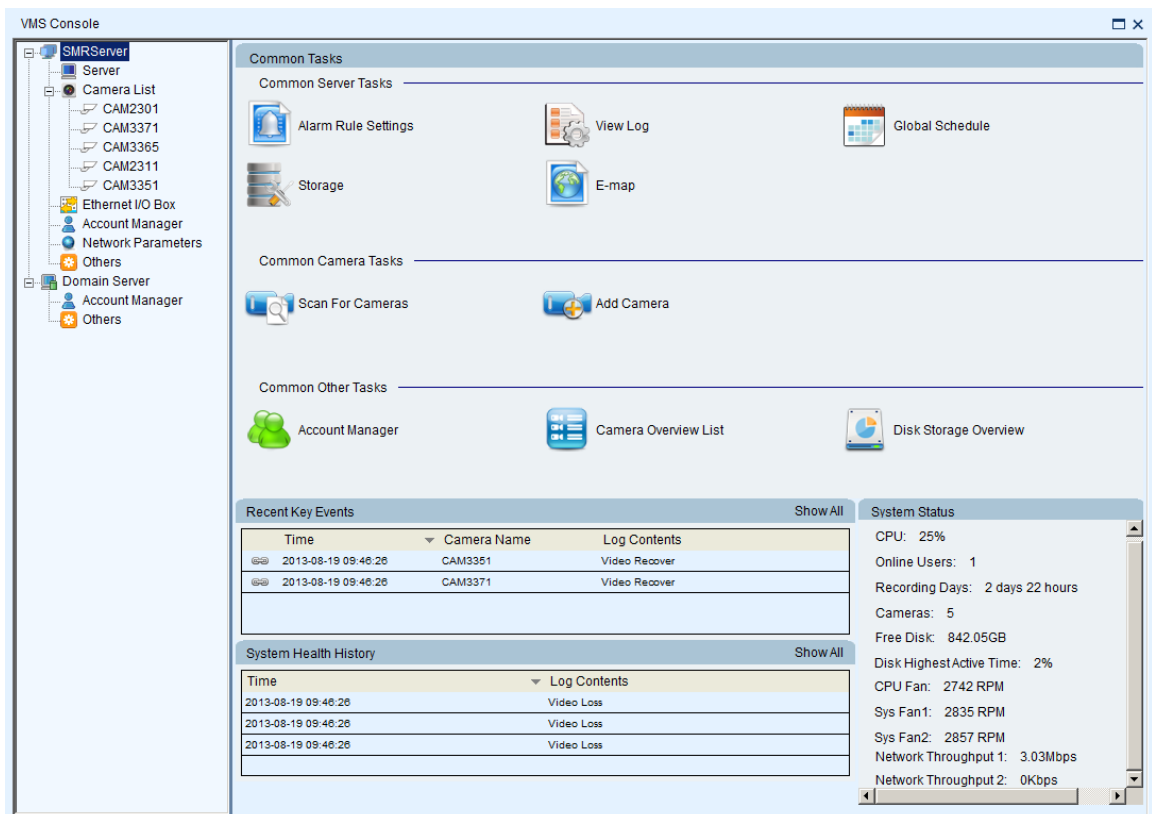 VMS Console
SMRServer
Server
Camera List
CAM2301
CAM3371
CAM3365
CAM2311
CAM3351
Ethernet I/O Box
Account Manager
Network Parameters
Others
Domain Server
Account Manager
Others
Common Tasks
Common Server Tasks
Alarm Rule Settings
View Log
Global Schedule
Storage
E-map
Common Camera Tasks
Scan For Cameras
Add Camera
Common Other Tasks
Account Manager
Camera Overview List
Disk Storage Overview
Recent Key Events Show All
Time Camera Name Log Contents
2013-08-19 09:46:26 CAM3351 Video Recover
2013-08-19 09:46:26 CAM3371 Video Recover
System Health History Show All
Time Log Contents
2013-08-19 09:46:26 Video Loss
2013-08-19 09:46:26 Video Loss
2013-08-19 09:46:26 Video Loss
System Status
CPU: 25%
Online Users: 1
Recording Days: 2 days 22 hours
Cameras: 5
Free Disk: 842.05GB
Disk Highest Active Time: 2%
CPU Fan: 2742 RPM
Sys Fan1: 2835 RPM
Sys Fan2: 2857 RPM
Network Throughput 1: 3.03Mbps
Network Throughput 2: 0Kbps